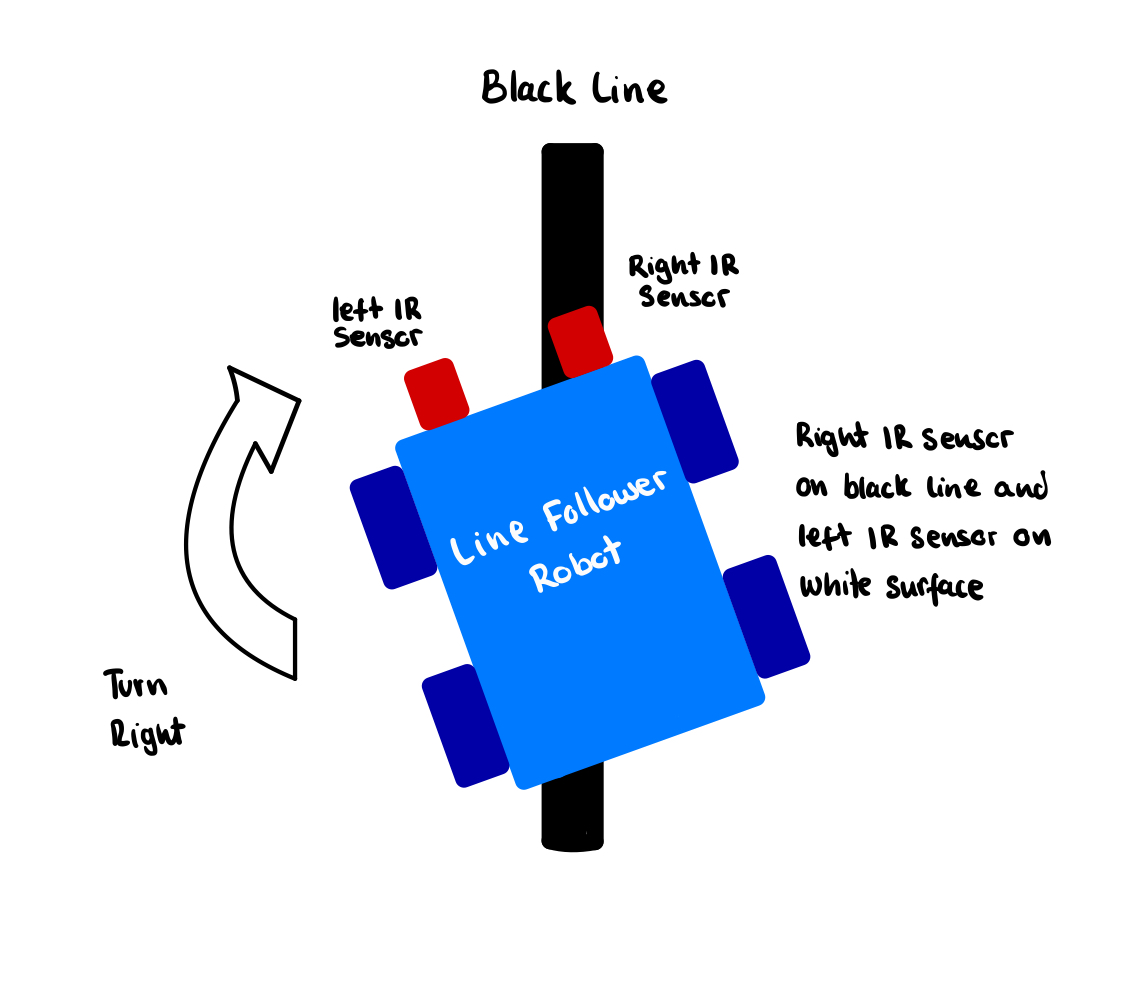 Black Line
Right IR
Sensor
left IR
Sensor
Right IR sensor
on black line and
left IR sensor on
white surface
Line Follower
Robot
Turn
Right